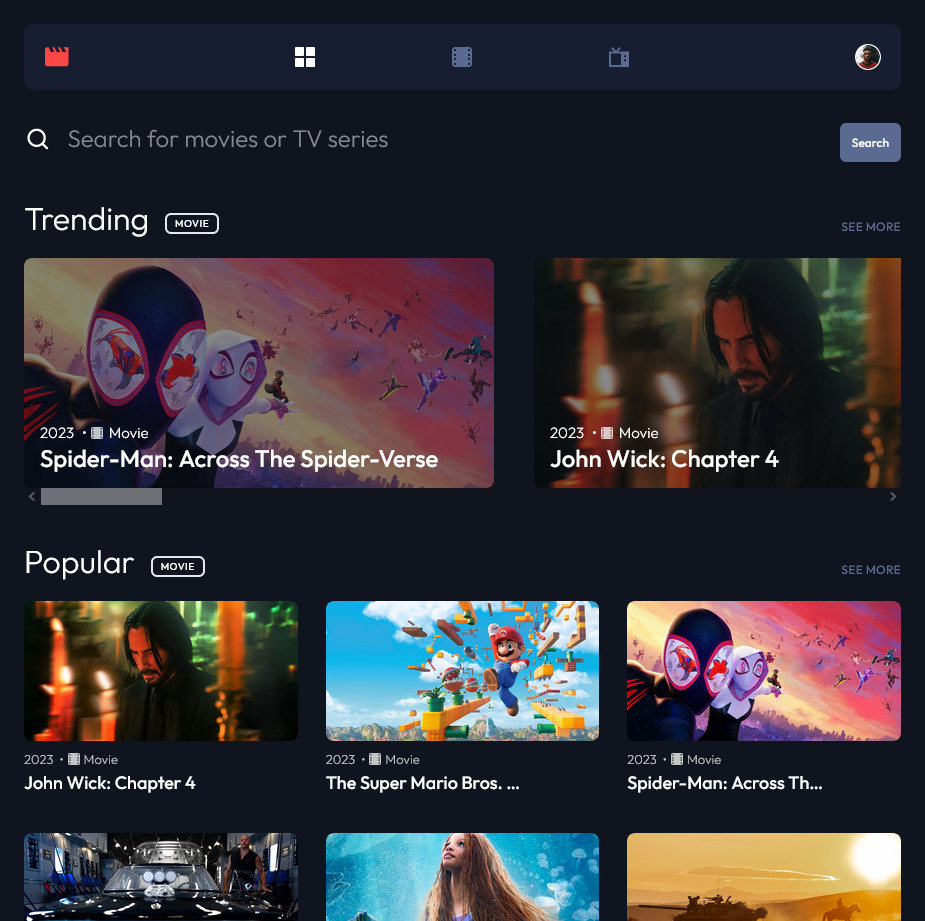 Search for movies or TV series
Search
Trending
MOVIE
SEE MORE
2023 • Movie
Spider-Man: Across The Spider-Verse
2023 • Movie
John Wick: Chapter 4
Popular
MOVIE
SEE MORE
2023 • Movie
John Wick: Chapter 4
2023 • Movie
The Super Mario Bros. ...
2023 • Movie
Spider-Man: Across Th...